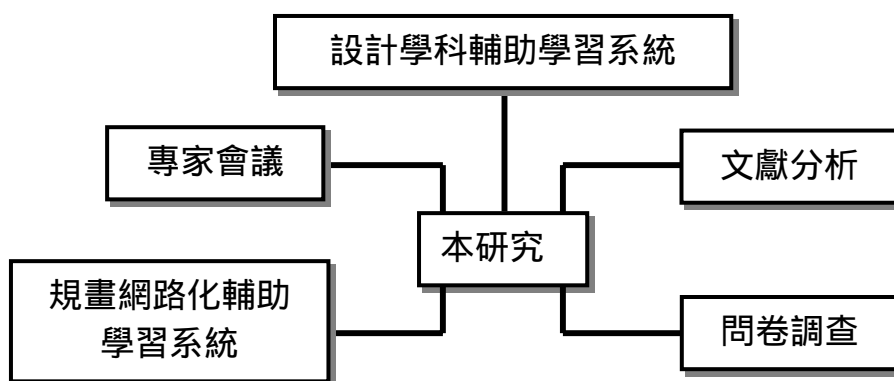 設計學科輔助學習系統
專家會議
文獻分析
本研究
規畫網路化輔助
學習系統
問卷調查